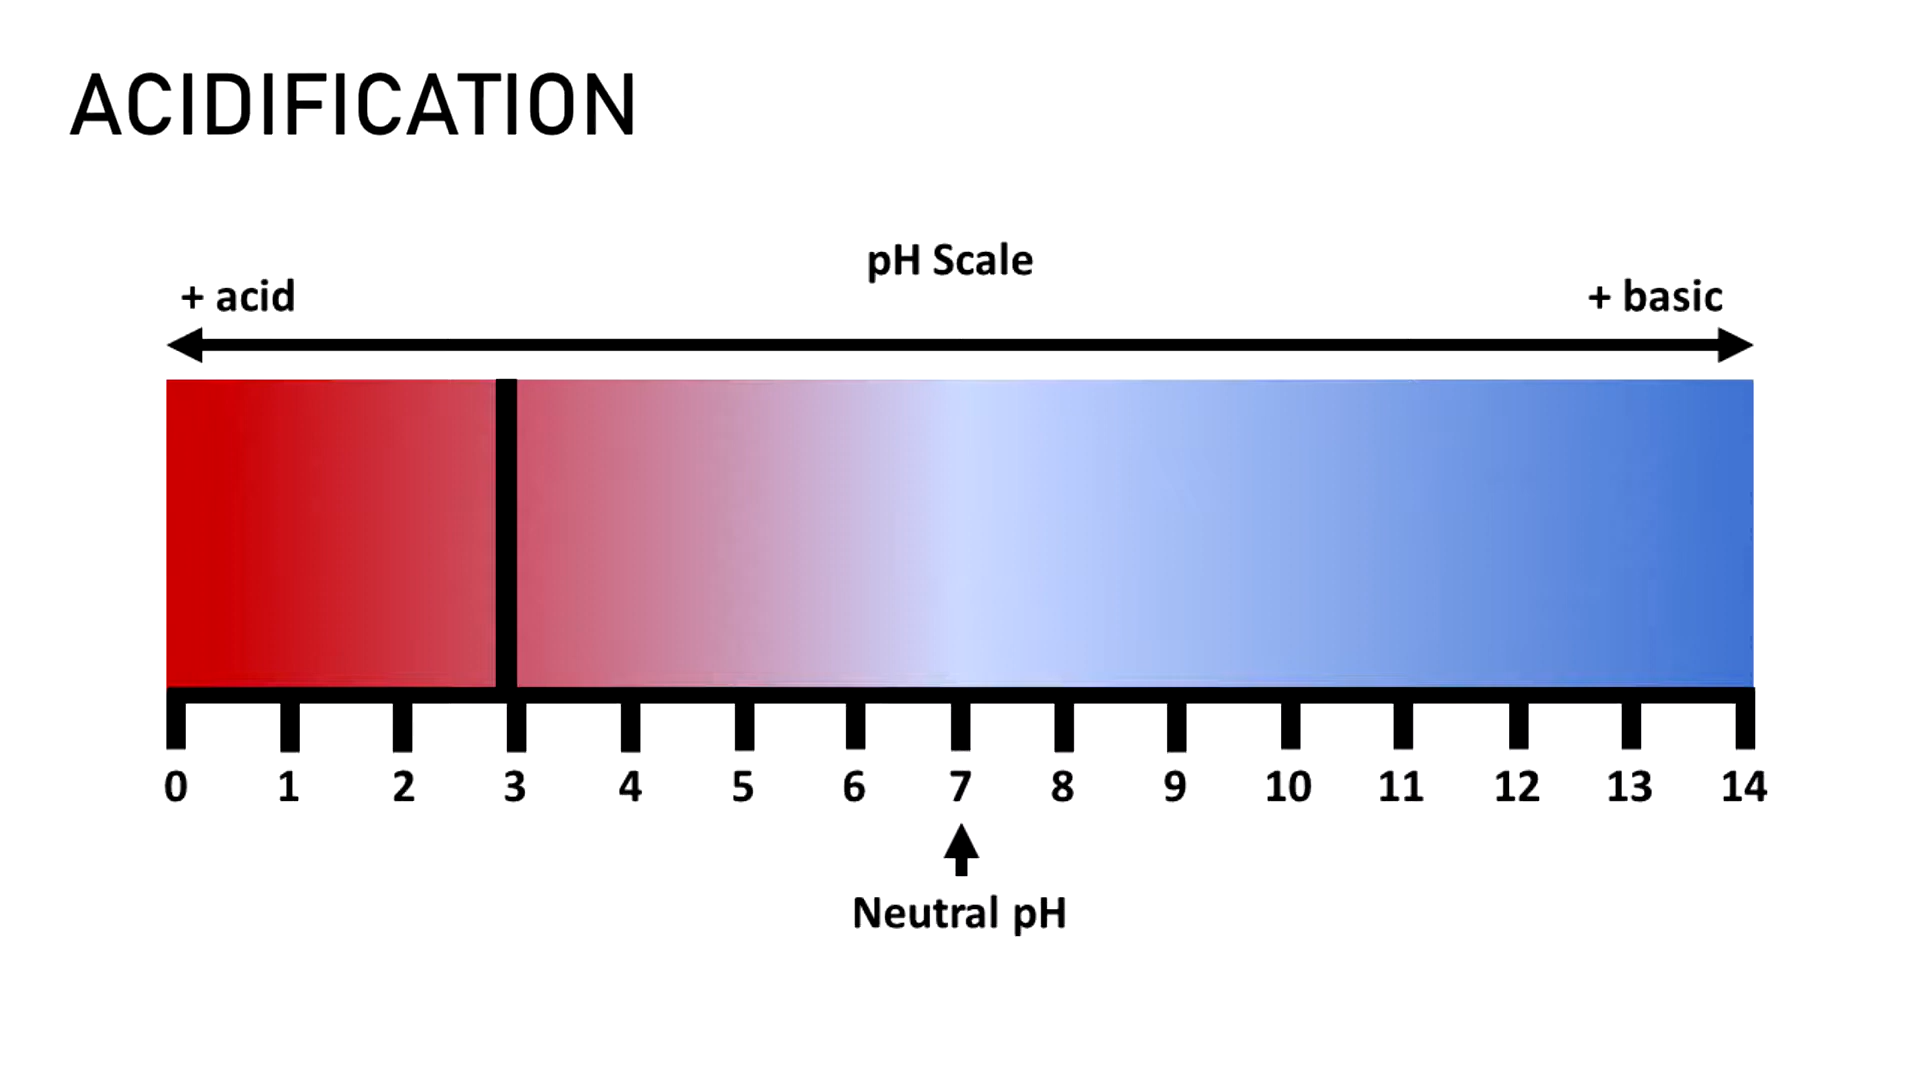 ACIDIFICATION
pH Scale
+ acid
+ basic
0 1 2 3 4 5 6 7 8 9 10 11 12 13 14
Neutral pH